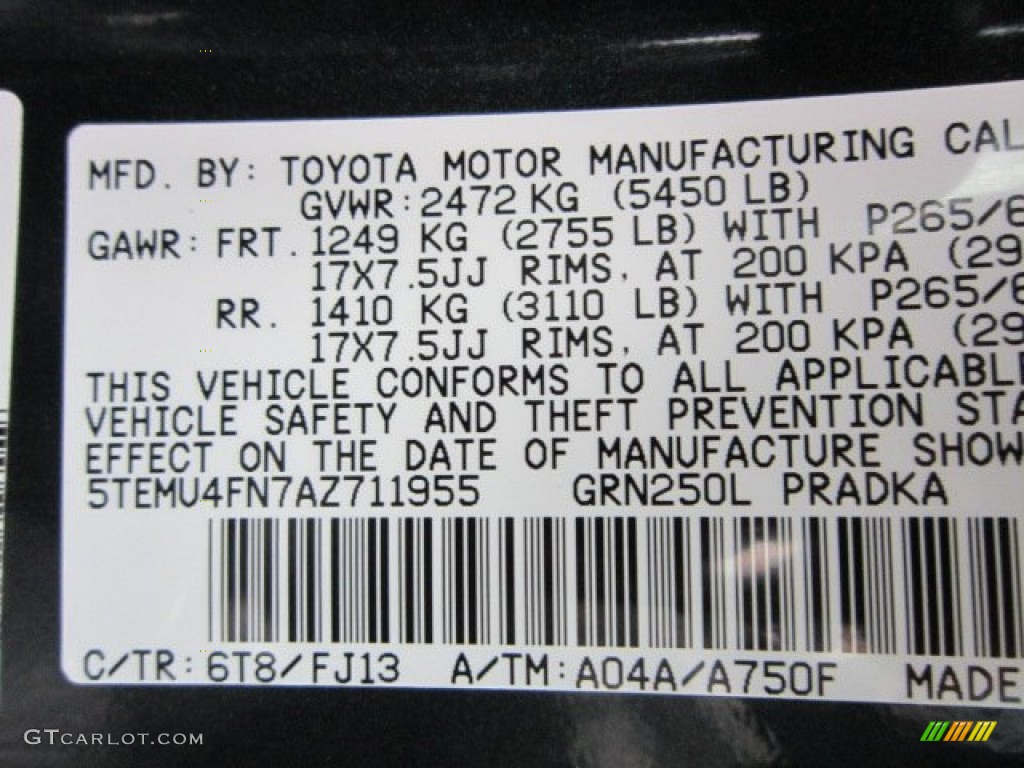 MFD. BY: TOYOTA MOTOR MANUFACTURING CAL
GVWR: 2472 KG (5450 LB)
GAWR: FRT. 1249 KG (2755 LB) WITH P265/6
17X7.5JJ RIMS, AT 200 KPA (29
RR. 1410 KG (3110 LB) WITH P265/6
17X7.5JJ RIMS, AT 200 KPA (29
THIS VEHICLE CONFORMS TO ALL APPLICABLE
VEHICLE SAFETY AND THEFT PREVENTION STA
EFFECT ON THE DATE OF MANUFACTURE SHOW
5TEMU4FN7AZ711955 GRN250L PRADKA
C/TR: 6T8/FJ13 A/TM: A04A/A750F MADE
GTCARLOT.COM